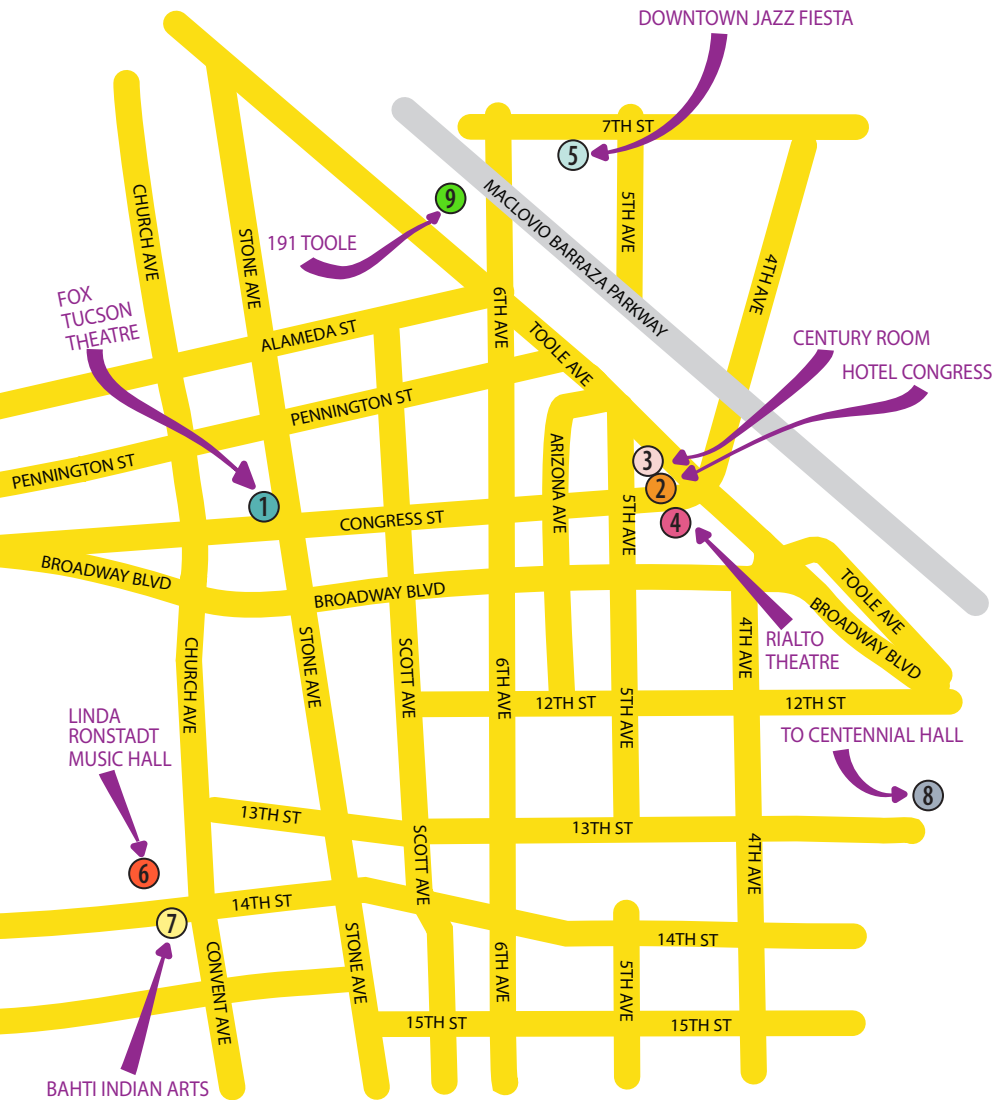 DOWNTOWN JAZZ FIESTA
7TH ST
5
MACLOVIO BARRAZA PARKWAY
9
CHURCH AVE
5TH AVE
191 TOOLE
STONE AVE
4TH AVE
FOX
TUCSON
THEATRE
6TH AVE
ALAMEDA ST
TOOLE AVE
CENTURY ROOM
HOTEL CONGRESS
PENNINGTON ST
PENNINGTON ST
ARIZONA AVE
3
2
1
4
CONGRESS ST
5TH AVE
BROADWAY BLVD
BROADWAY BLVD
TOOLE AVE
BROADWAY BLVD
RIALTO
THEATRE
STONE AVE
4TH AVE
CHURCH AVE
SCOTT AVE
6TH AVE
5TH AVE
12TH ST
12TH ST
LINDA
RONSTADT
MUSIC HALL
TO CENTENNIAL HALL
8
13TH ST
13TH ST
SCOTT AVE
4TH AVE
6
14TH ST
7
14TH ST
CONVENT AVE
STONE AVE
6TH AVE
5TH AVE
15TH ST
15TH ST
BAHTI INDIAN ARTS